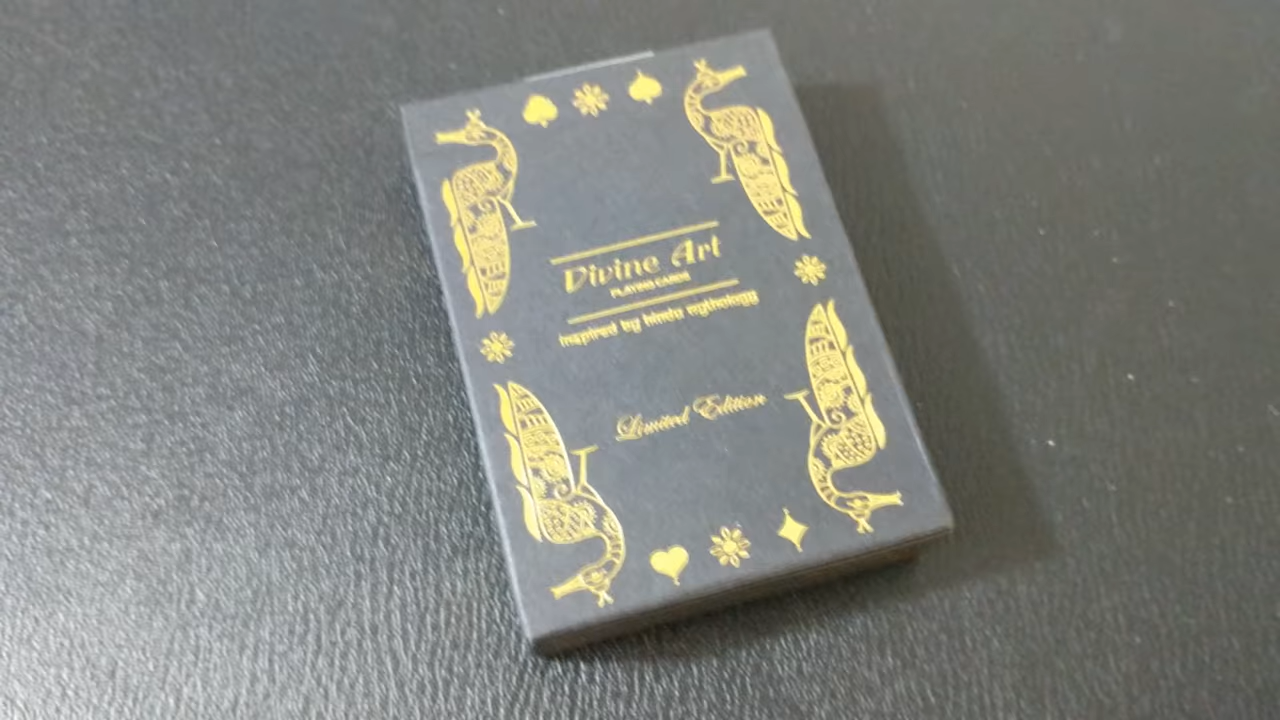 Divine Art
PLAYING CARDS
inspired by hindu mythology
Limited Edition